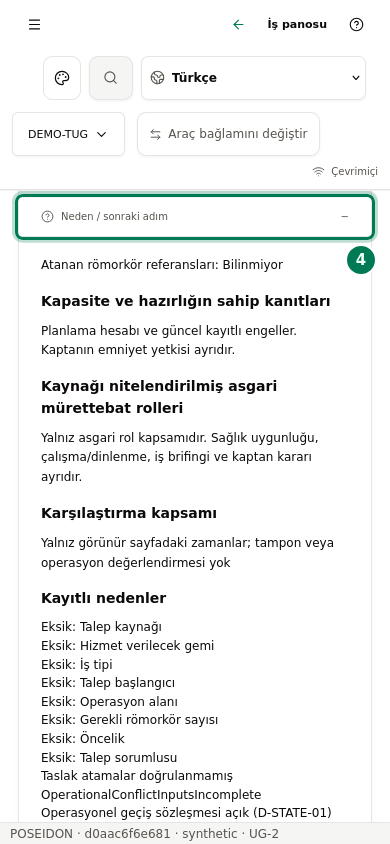 İş panosu
Türkçe
DEMO-TUG
Araç bağlamını değiştir
Çevrimiçi
Neden / sonraki adım
4
Atanan römorkör referansları: Bilinmiyor
Kapasite ve hazırlığın sahip kanıtları
Planlama hesabı ve güncel kayıtlı engeller.
Kaptanın emniyet yetkisi ayrıdır.
Kaynağı nitelendirilmiş asgari
mürettebat rolleri
Yalnız asgari rol kapsamıdır. Sağlık uygunluğu,
çalışma/dinlenme, iş brifingi ve kaptan kararı
ayrıdır.
Karşılaştırma kapsamı
Yalnız görünür sayfadaki zamanlar; tampon veya
operasyon değerlendirmesi yok
Kayıtlı nedenler
Eksik: Talep kaynağı
Eksik: Hizmet verilecek gemi
Eksik: İş tipi
Eksik: Talep başlangıcı
Eksik: Operasyon alanı
Eksik: Gerekli römorkör sayısı
Eksik: Öncelik
Eksik: Talep sorumlusu
Taslak atamalar doğrulanmamış
OperationalConflictInputsIncomplete
Operasyonel geçiş sözleşmesi açık (D-STATE-01)
POSEIDON · d0aac6f6e681 · synthetic · UG-2